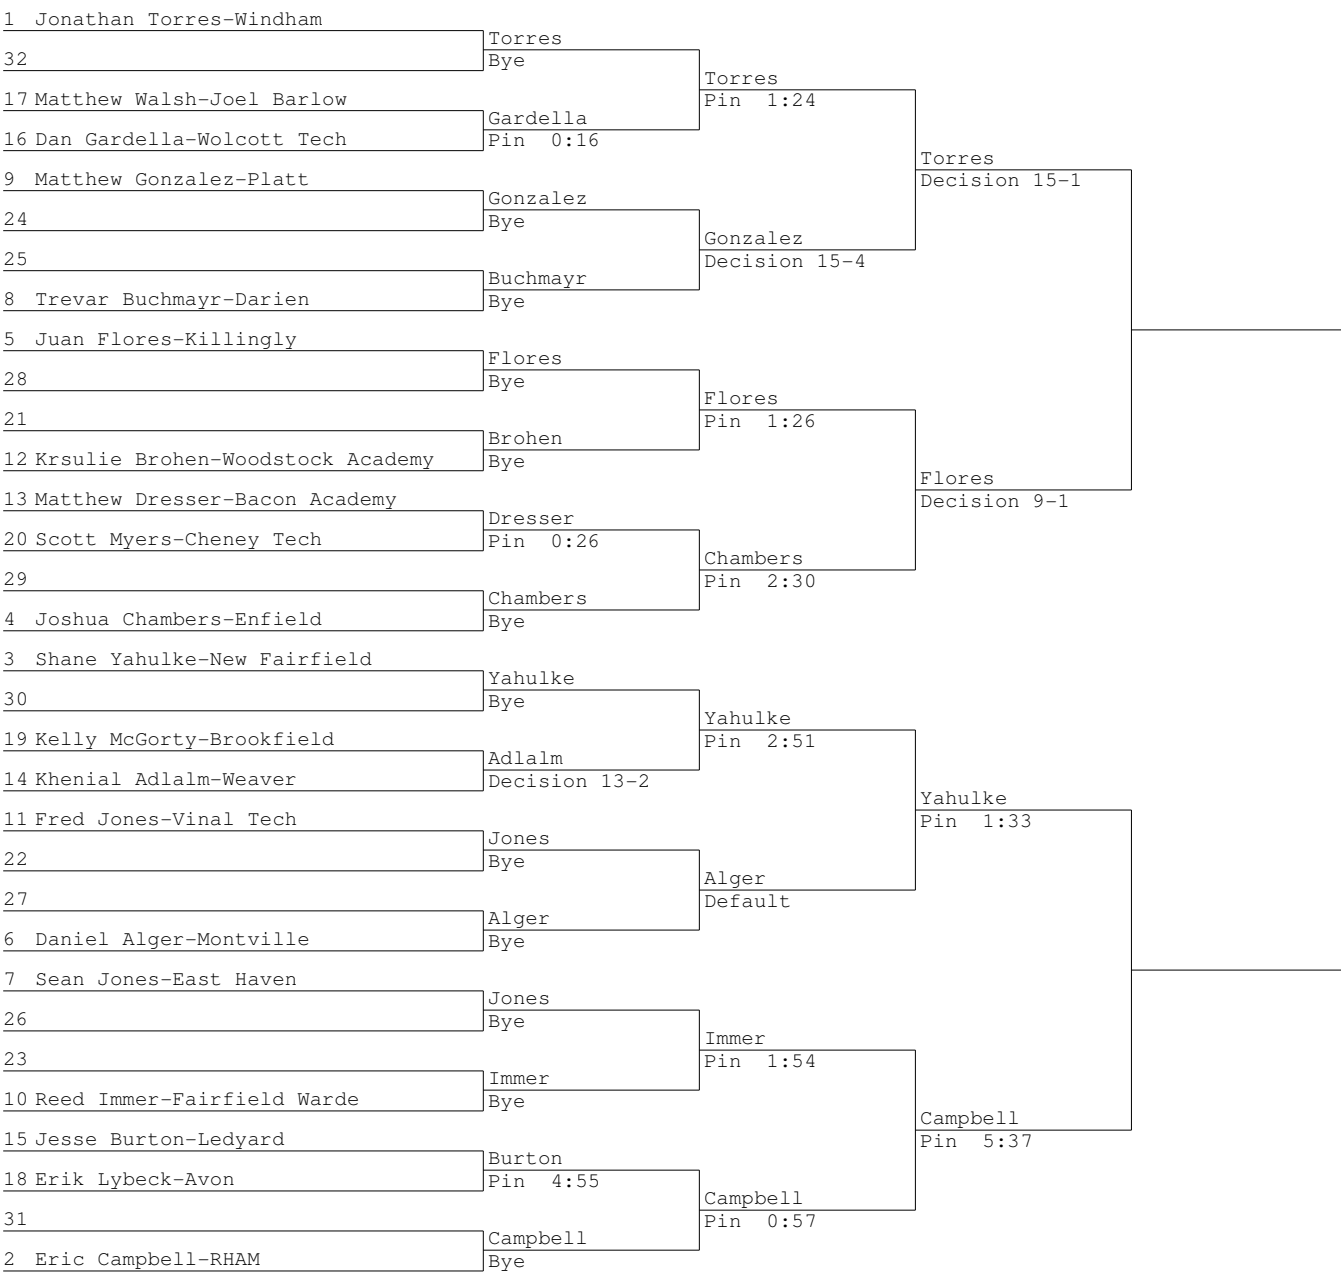 1 Jonathan Torres-Windham
32
17 Matthew Walsh-Joel Barlow
16 Dan Gardella-Wolcott Tech
9 Matthew Gonzalez-Platt
24
25
8 Trevar Buchmayr-Darien
5 Juan Flores-Killingly
28
21
12 Krsulie Brohen-Woodstock Academy
13 Matthew Dresser-Bacon Academy
20 Scott Myers-Cheney Tech
29
4 Joshua Chambers-Enfield
3 Shane Yahulke-New Fairfield
30
19 Kelly McGorty-Brookfield
14 Khenial Adlalm-Weaver
11 Fred Jones-Vinal Tech
22
27
6 Daniel Alger-Montville
7 Sean Jones-East Haven
26
23
10 Reed Immer-Fairfield Warde
15 Jesse Burton-Ledyard
18 Erik Lybeck-Avon
31
2 Eric Campbell-RHAM
Torres
Bye
Gardella
Pin 0:16
Gonzalez
Bye
Buchmayr
Bye
Flores
Bye
Brohen
Bye
Dresser
Pin 0:26
Chambers
Bye
Yahulke
Bye
Adlalm
Decision 13-2
Jones
Bye
Alger
Bye
Jones
Bye
Immer
Bye
Burton
Pin 4:55
Campbell
Bye
Torres
Pin 1:24
Gonzalez
Decision 15-4
Flores
Pin 1:26
Chambers
Pin 2:30
Yahulke
Pin 2:51
Alger
Default
Immer
Pin 1:54
Campbell
Pin 0:57
Torres
Decision 15-1
Flores
Decision 9-1
Yahulke
Pin 1:33
Campbell
Pin 5:37